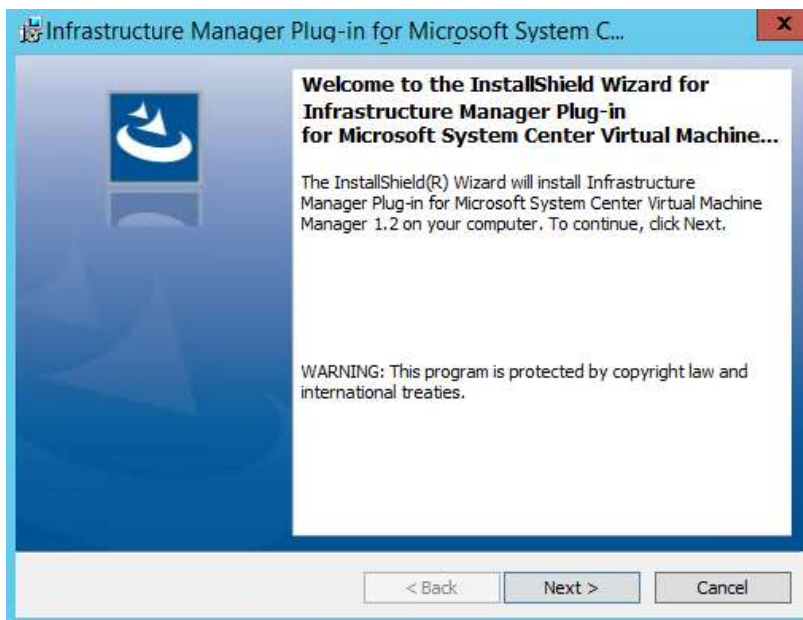 Infrastructure Manager Plug-in for Microsoft System C...
x
Welcome to the InstallShield Wizard for
Infrastructure Manager Plug-in
for Microsoft System Center Virtual Machine...
The InstallShield(R) Wizard will install Infrastructure
Manager Plug-in for Microsoft System Center Virtual Machine
Manager 1.2 on your computer. To continue, click Next.
WARNING: This program is protected by copyright law and
international treaties.
< Back Next > Cancel